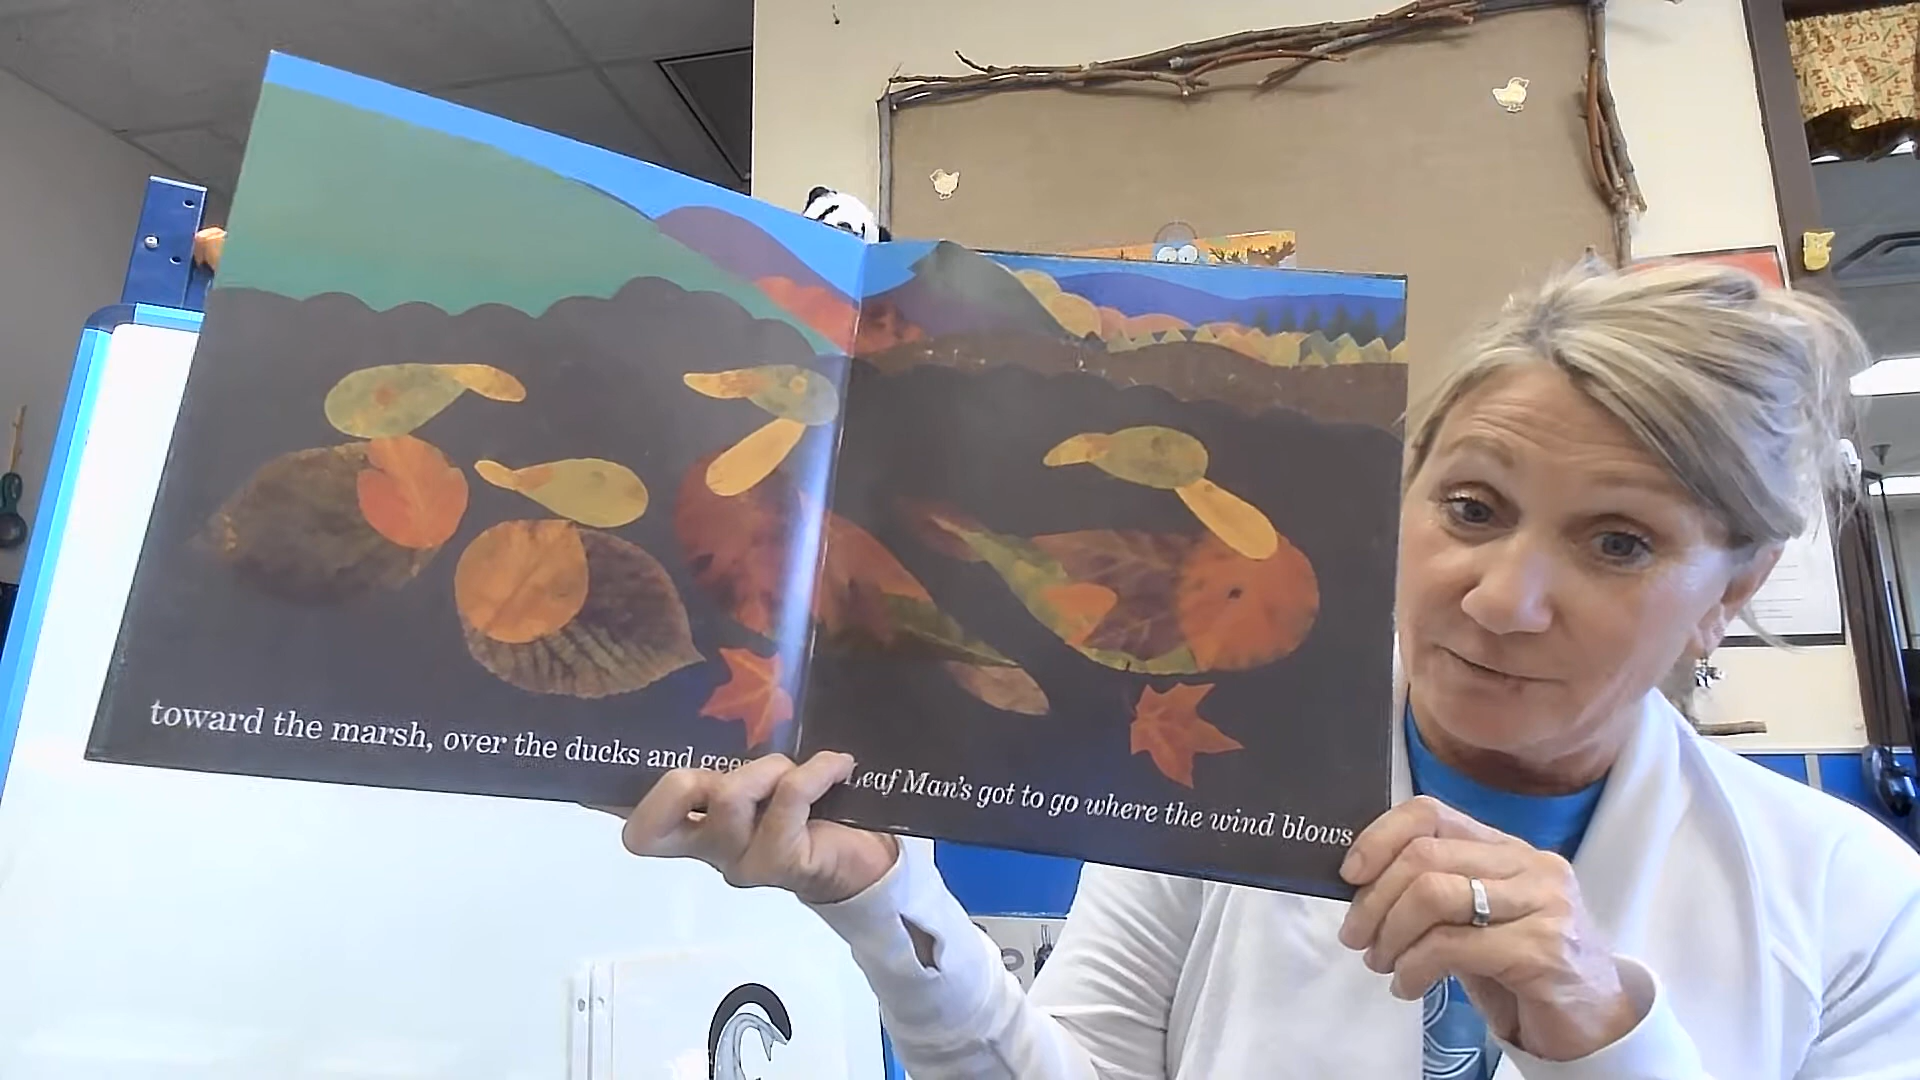 toward the marsh, over the ducks and
Leaf Man's got to go where the wind blows